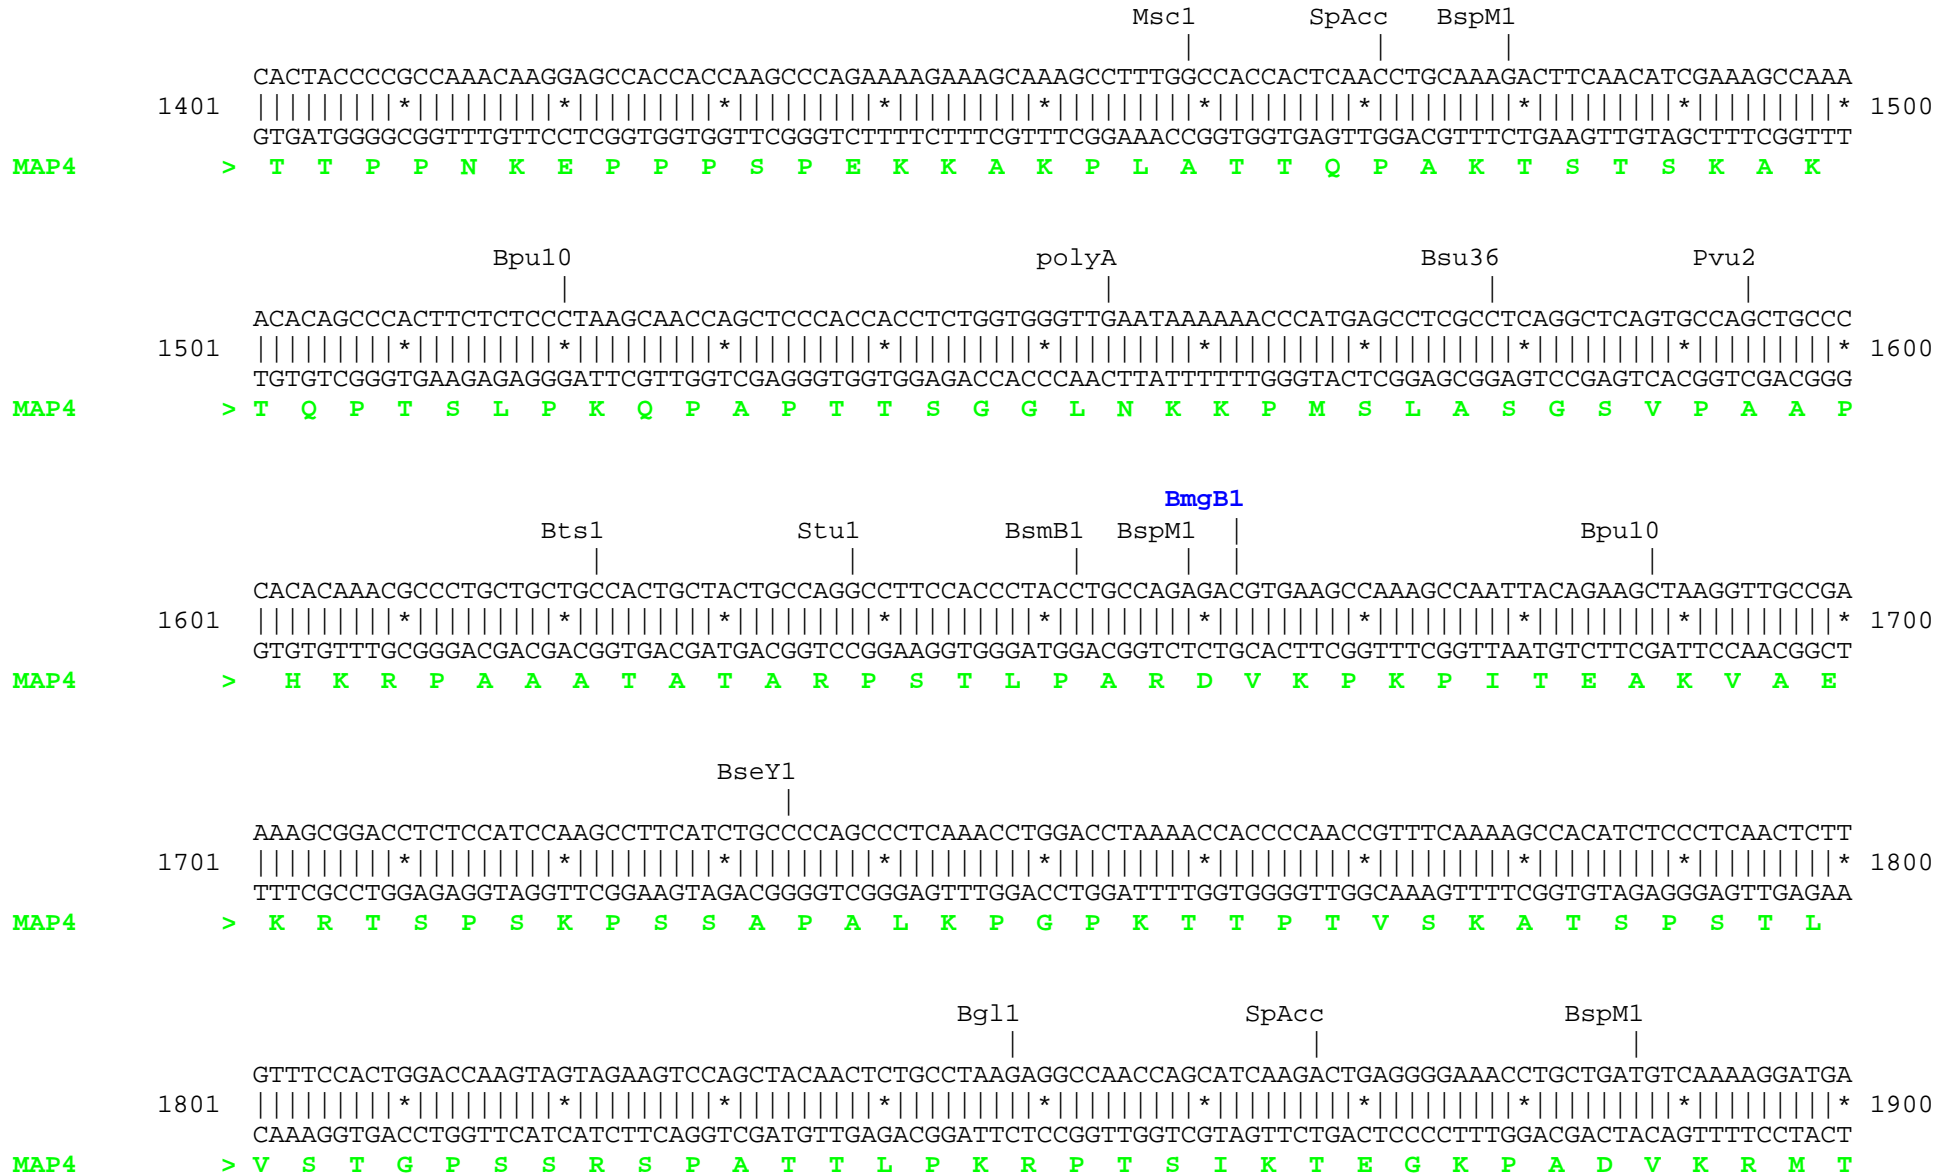 Msc1 SpAcc BspM1
| | |
CACTACCCCGCCAAACAAGGAGCCACCACCAAGCCCAGAAAAGAAAGCAAAGCCTTTGGCCACCACTCAACCTGCAAAGACTTCAACATCGAAAGCCAAA
1401 |||||||||*|||||||||*|||||||||*|||||||||*|||||||||*|||||||||*|||||||||*|||||||||*|||||||||*|||||||||* 1500
GTGATGGGGCGGTTTGTTCCTCGGTGGTGGTTCGGGTCTTTTCTTTCGTTTCGGAAACCGGTGGTGAGTTGGACGTTTCTGAAGTTGTAGCTTTCGGTTT
MAP4 > T T P P N K E P P P S P E K K A K P L A T T Q P A K T S T S K A K
Bpu10 polyA Bsu36 Pvu2
| | | |
ACACAGCCCACTTCTCTCCCTAAGCAACCAGCTCCCACCACCTCTGGTGGGTTGAATAAAAAACCCATGAGCCTCGCCTCAGGCTCAGTGCCAGCTGCCC
1501 |||||||||*|||||||||*|||||||||*|||||||||*|||||||||*|||||||||*|||||||||*|||||||||*|||||||||*|||||||||* 1600
TGTGTCGGGTGAAGAGAGGGATTCGTTGGTCGAGGGTGGTGGAGACCACCCAACTTATTTTTTGGGTACTCGGAGCGGAGTCCGAGTCACGGTCGACGGG
MAP4 > T Q P T S L P K Q P A P T T S G G L N K K P M S L A S G S V P A A P
BmgB1
Bts1 Stu1 BsmB1 BspM1 | Bpu10
| | | | | |
CACACAAACGCCCTGCTGCTGCCACTGCTACTGCCAGGCCTTCCACCCTACCTGCCAGAGACGTGAAGCCAAAGCCAATTACAGAAGCTAAGGTTGCCGA
1601 |||||||||*|||||||||*|||||||||*|||||||||*|||||||||*|||||||||*|||||||||*|||||||||*|||||||||*|||||||||* 1700
GTGTGTTTGCGGGACGACGACGGTGACGATGACGGTCCGGAAGGTGGGATGGACGGTCTCTGCACTTCGGTTTCGGTTAATGTCTTCGATTCCAACGGCT
MAP4 > H K R P A A A T A T A R P S T L P A R D V K P K P I T E A K V A E
BseY1
|
AAAGCGGACCTCTCCATCCAAGCCTTCATCTGCCCCAGCCCTCAAACCTGGACCTAAAACCACCCCAACCGTTTCAAAAGCCACATCTCCCTCAACTCTT
1701 |||||||||*|||||||||*|||||||||*|||||||||*|||||||||*|||||||||*|||||||||*|||||||||*|||||||||*|||||||||* 1800
TTTCGCCTGGAGAGGTAGGTTCGGAAGTAGACGGGGTCGGGAGTTTGGACCTGGATTTTGGTGGGGTTGGCAAAGTTTTCGGTGTAGAGGGAGTTGAGAA
MAP4 > K R T S P S K P S S A P A L K P G P K T T P T V S K A T S P S T L
Bgl1 SpAcc BspM1
| | |
GTTTCCACTGGACCAAGTAGTAGAAGTCCAGCTACAACTCTGCCTAAGAGGCCAACCAGCATCAAGACTGAGGGGAAACCTGCTGATGTCAAAAGGATGA
1801 |||||||||*|||||||||*|||||||||*|||||||||*|||||||||*|||||||||*|||||||||*|||||||||*|||||||||*|||||||||* 1900
CAAAGGTGACCTGGTTCATCATCTTCAGGTCGATGTTGAGACGGATTCTCCGGTTGGTCGTAGTTCTGACTCCCCTTTGGACGACTACAGTTTTCCTACT
MAP4 > V S T G P S S R S P A T T L P K R P T S I K T E G K P A D V K R M T